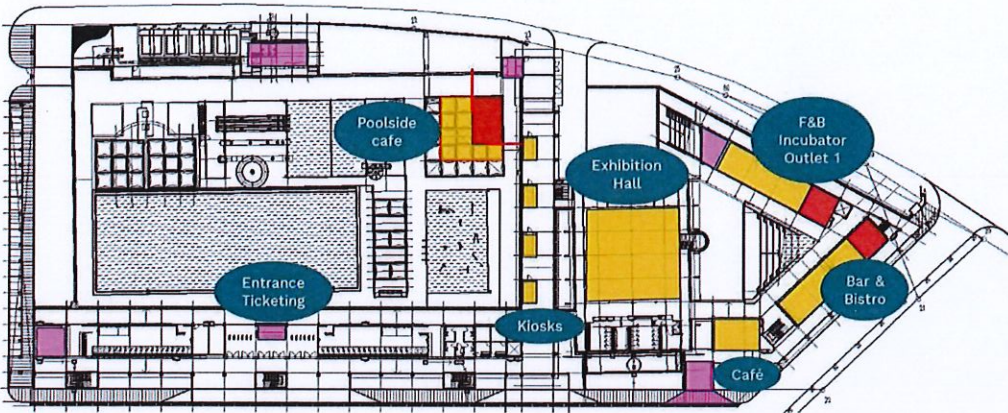 Poolside
cafe
F&B
Incubator
Outlet 1
Exhibition
Hall
Entrance
Ticketing
Bar &
Bistro
Kiosks
Café